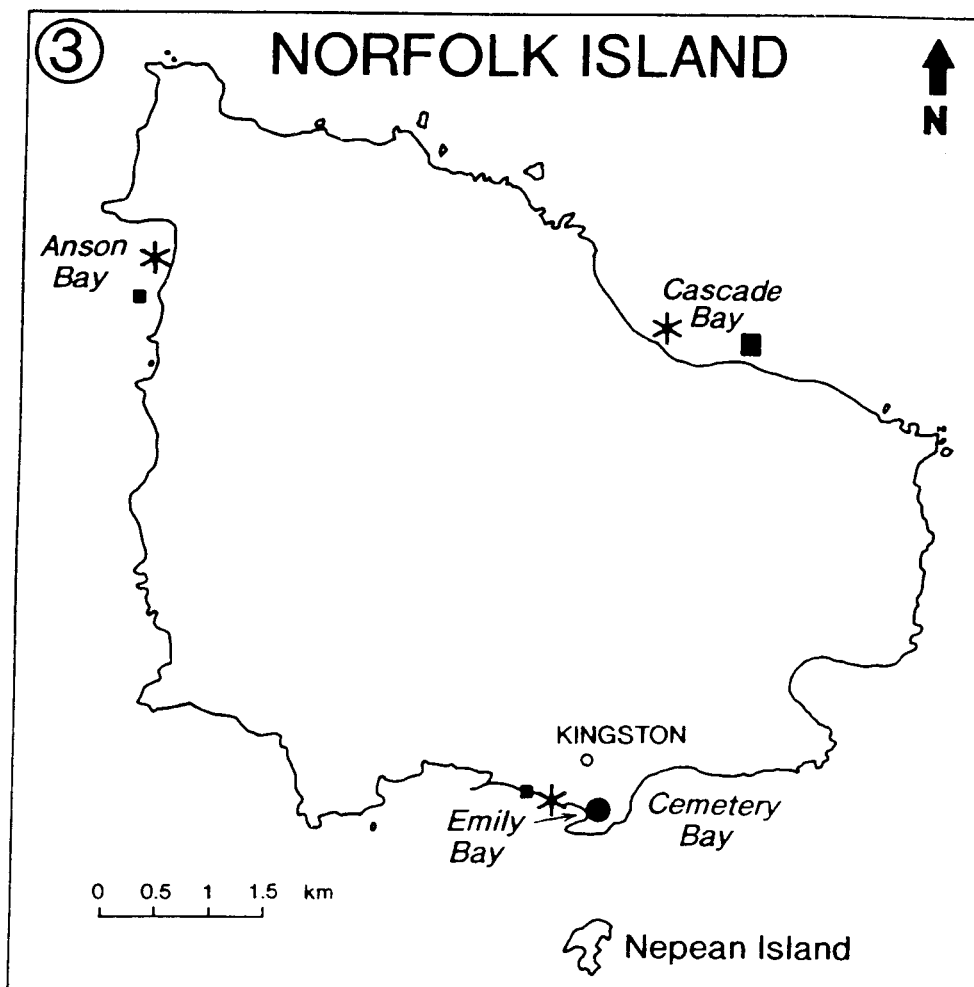 3
NORFOLK ISLAND
N
Anson
Bay
Cascade
Bay
KINGSTON
Emily
Bay
Cemetery
Bay
0 0.5 1 1.5 km
Nepean Island